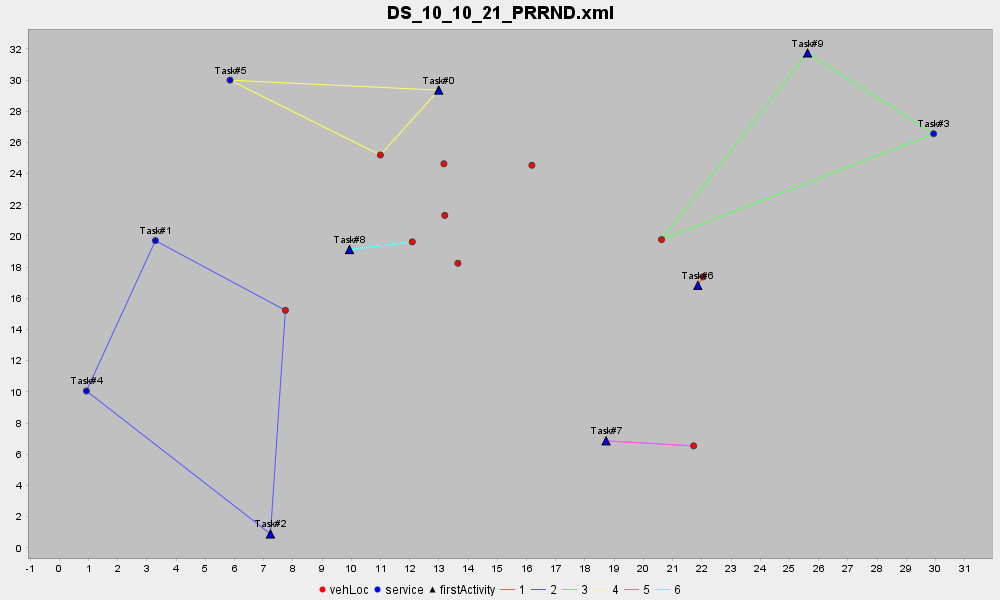 DS_10_10_21_PRRND.xml
32
30
28
26
24
22
20
18
16
14
12
10
8
6
4
2
0
Task#9
Task#5
Task#0
Task#3
Task#1
Task#8
Task#6
Task#4
Task#7
Task#2
-1 0 1 2 3 4 5 6 7 8 9 10 11 12 13 14 15 16 17 18 19 20 21 22 23 24 25 26 27 28 29 30 31
vehLoc service firstActivity 1 2 3 4 5 6